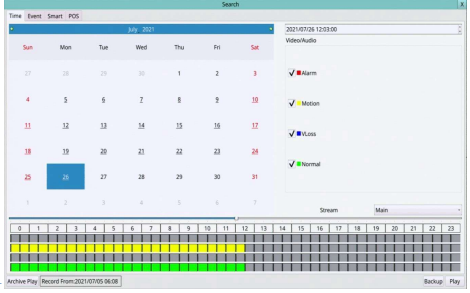 Search X
Time Event Smart POS
July 2021
Sun Mon Tue Wed Thu Fri Sat
27 28 29 30 1 2 3
4 5 6 7 8 9 10
11 12 13 14 15 16 17
18 19 20 21 22 23 24
25 26 27 28 29 30 31
1 2 3 4 5 6 7
2021/07/26 12:03:00
Video/Audio
Alarm
Motion
VLoss
Normal
Stream Main
0 1 2 3 4 5 6 7 8 9 10 11 12 13 14 15 16 17 18 19 20 21 22 23
Archive Play Record From:2021/07/05 06:08 Backup Play